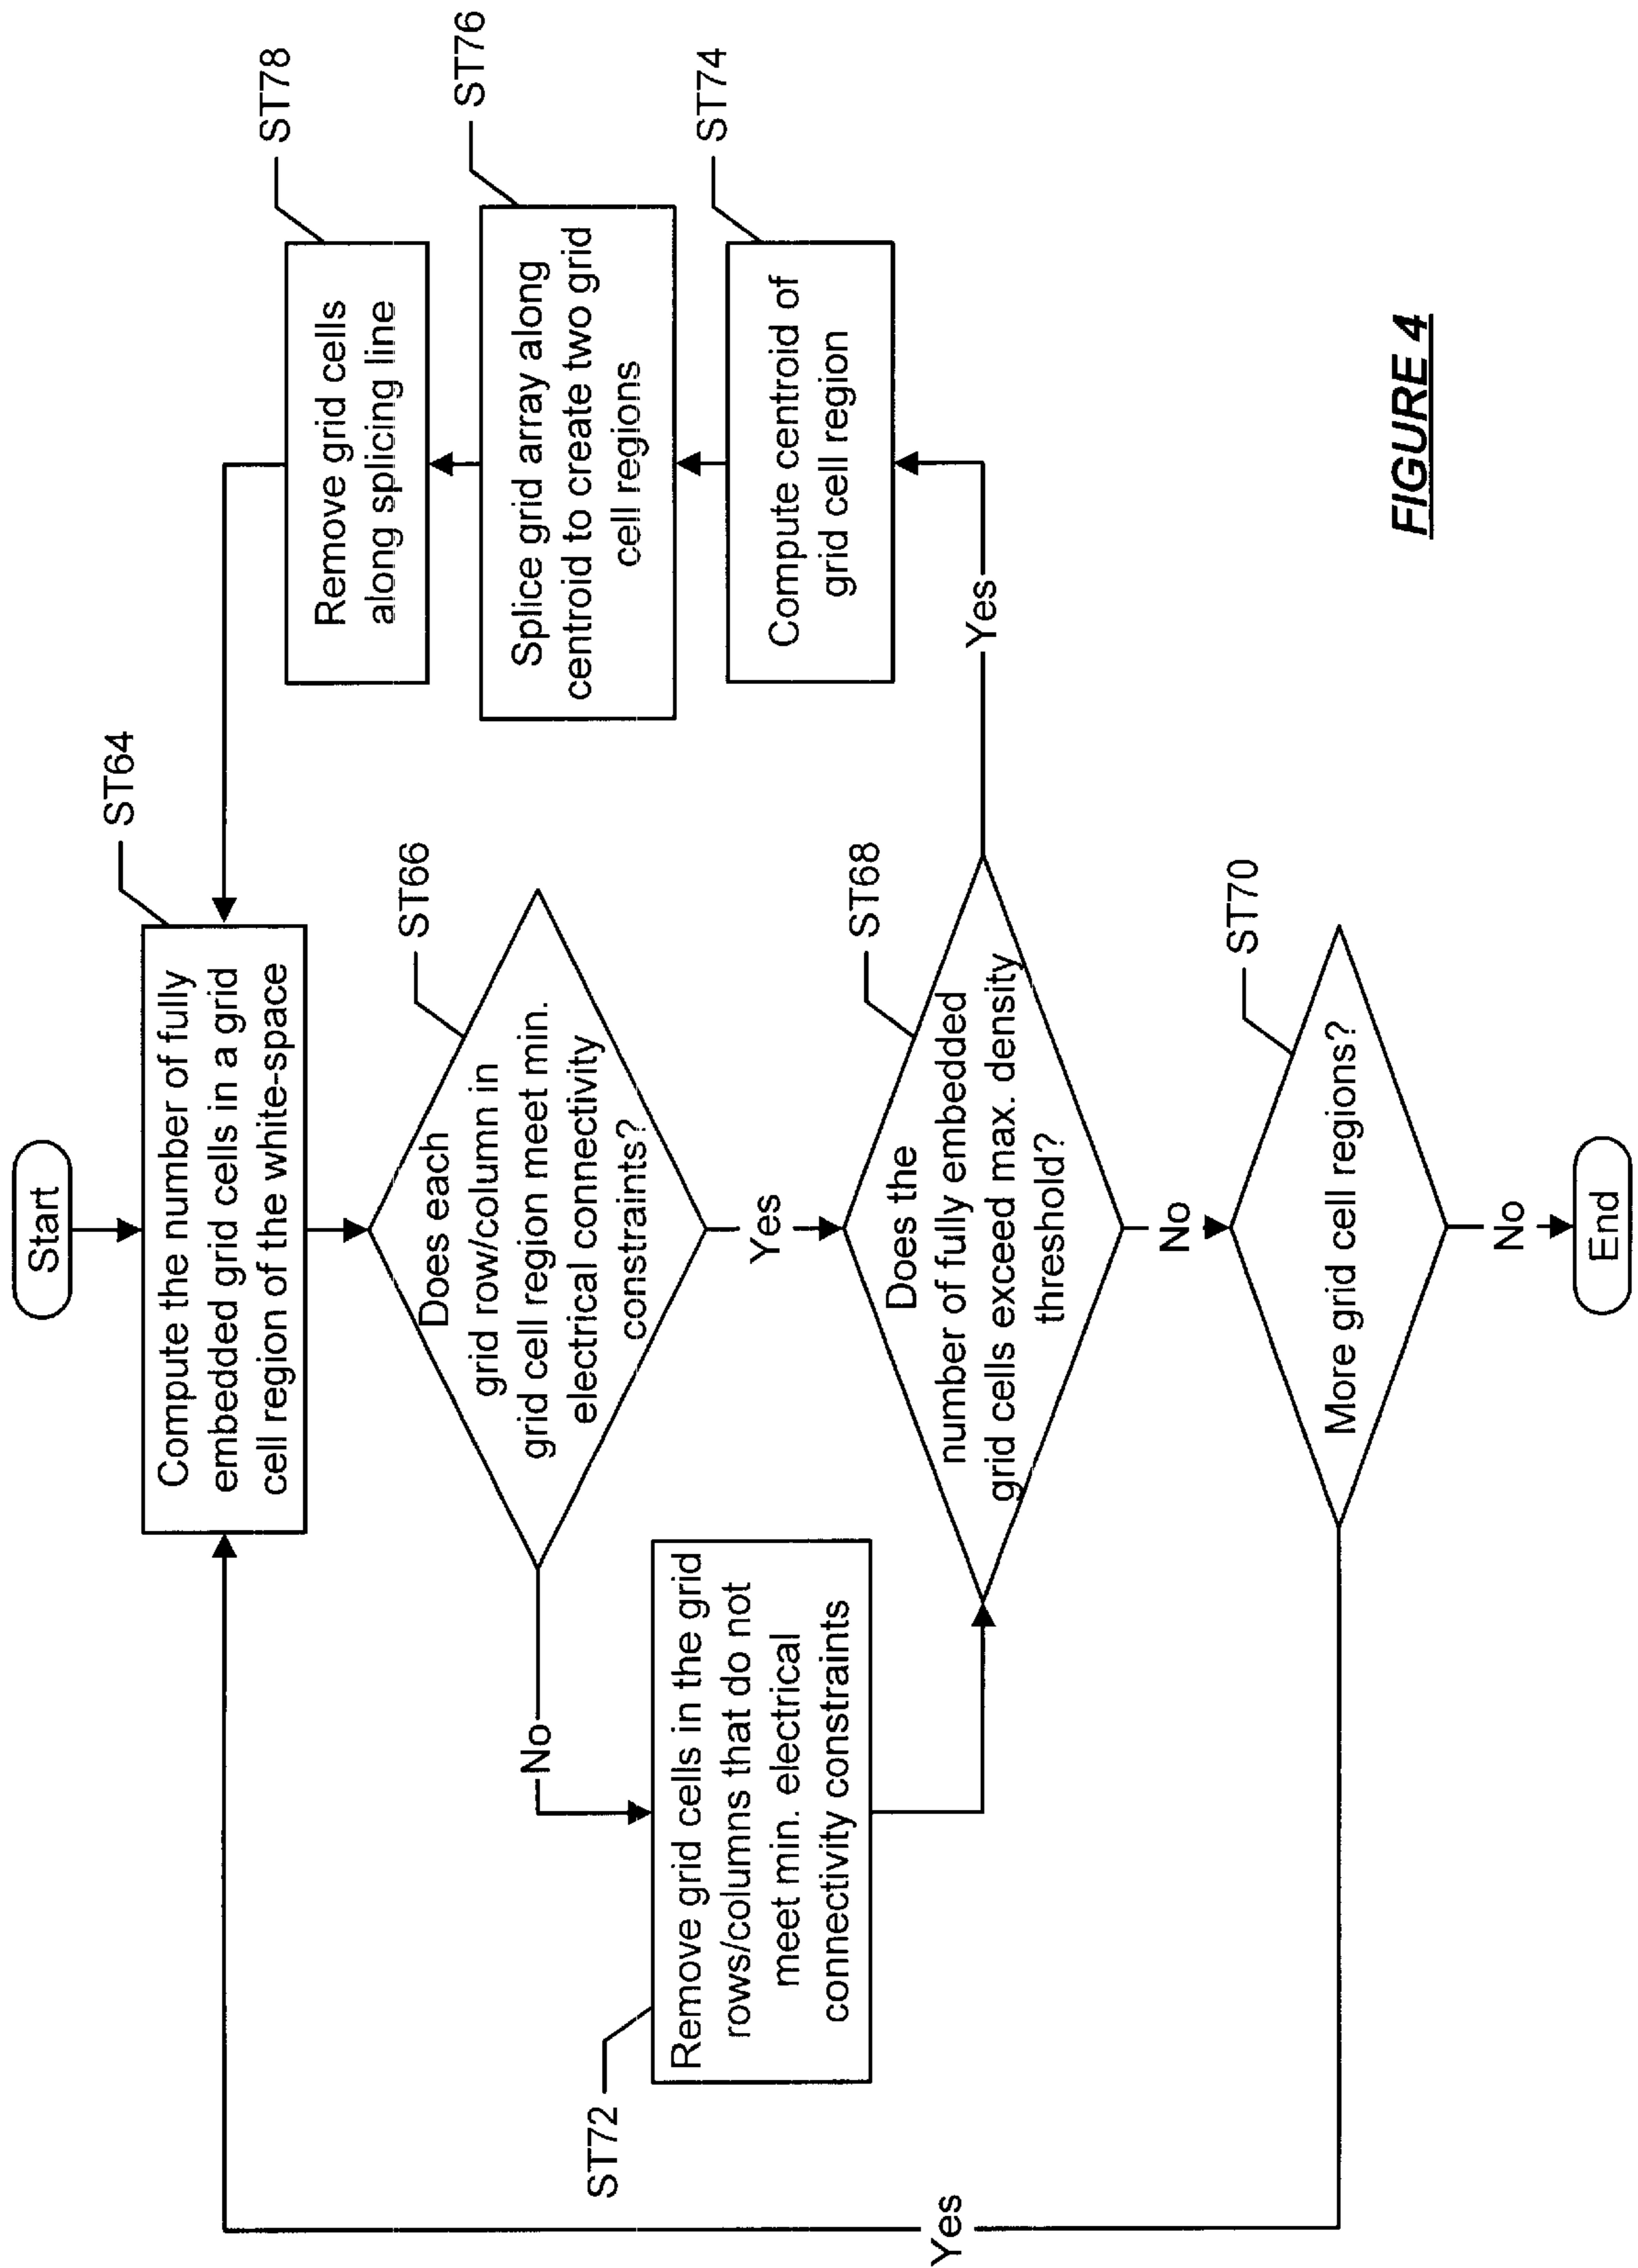 Start
ST64
Compute the number of fully
embedded grid cells in a grid
cell region of the white-space
ST66
Does each
grid row/column in
grid cell region meet min.
electrical connectivity
constraints?
No
Yes
ST72
Remove grid cells in the grid
rows/columns that do not
meet min. electrical
connectivity constraints
ST68
Does the
number of fully embedded
grid cells exceed max. density
threshold?
Yes
No
ST74
Compute centroid of
grid cell region
ST76
Splice grid array along
centroid to create two grid
cell regions
ST78
Remove grid cells
along splicing line
ST70
More grid cell regions?
Yes
No
End
FIGURE 4